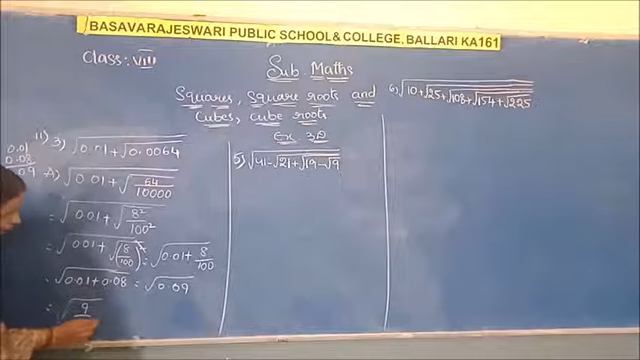 BASAVARAJESWARI PUBLIC SCHOOL & COLLEGE, BALLARI KA161
Class: VIII
Sub Maths
Squares, Square roots and
Cubes, cube roots
Ex 3D
0.01
0.08
0.09
II) 3) √(0.01+√0.0064)
A) √(0.01+√(64/10000))
= √(0.01+√(8²/100²))
= √(0.01+√(8/100)²) = √(0.01+8/100)
= √(0.01+0.08) = √0.09
= √9
5) √(41-√(21+√(19-√9)))
6) √(10+√(25+√(108+√(154+√225))))